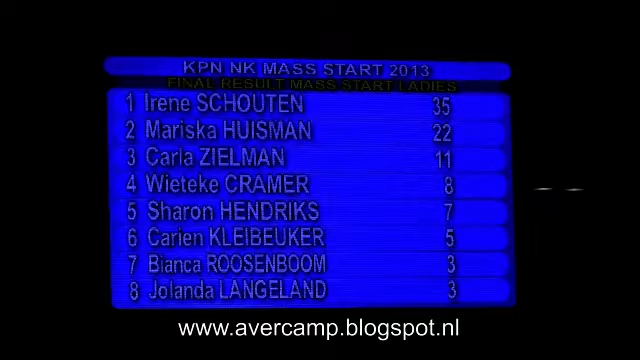 KPN NK MASS START 2013
FINAL RESULT MASS START LADIES
1 Irene SCHOUTEN 35
2 Mariska HUISMAN 22
3 Carla ZIELMAN 11
4 Wieteke CRAMER 8
5 Sharon HENDRIKS 7
6 Carien KLEIBEUKER 5
7 Bianca ROOSENBOOM 3
8 Jolanda LANGELAND 3
www.avercamp.blogspot.nl